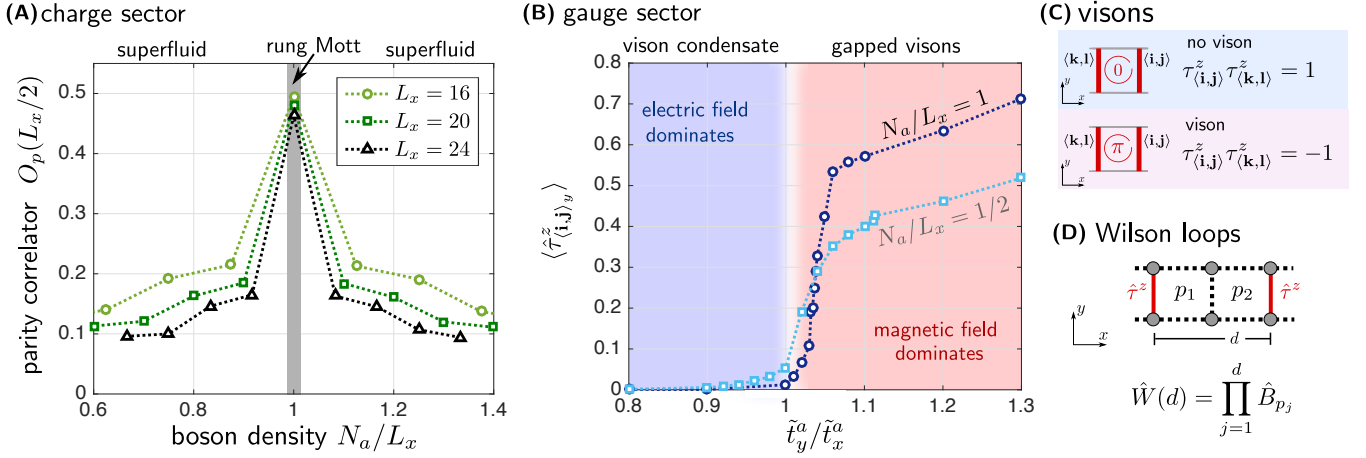 (A) charge sector
superfluid rung Mott superfluid
parity correlator O_p(L_x/2)
0.5
0.4
0.3
0.2
0.1
0
L_x = 16
L_x = 20
L_x = 24
0.6 0.8 1 1.2 1.4
boson density N_a/L_x
(B) gauge sector
vison condensate gapped visons
⟨τ̂^z_{⟨i,j⟩_y}⟩
0.8
0.7
0.6
0.5
0.4
0.3
0.2
0.1
0
electric field
dominates
N_a/L_x = 1
N_a/L_x = 1/2
magnetic field
dominates
0.8 0.9 1 1.1 1.2 1.3
t̃^a_y/t̃^a_x
(C) visons
⟨k,l⟩ 0 ⟨i,j⟩
y
x
no vison
τ^z_{⟨i,j⟩} τ^z_{⟨k,l⟩} = 1
⟨k,l⟩ π ⟨i,j⟩
y
x
vison
τ^z_{⟨i,j⟩} τ^z_{⟨k,l⟩} = −1
(D) Wilson loops
τ̂^z p_1 p_2 τ̂^z
y
x
d
Ŵ(d) = ∏_{j=1}^{d} B̂_{p_j}